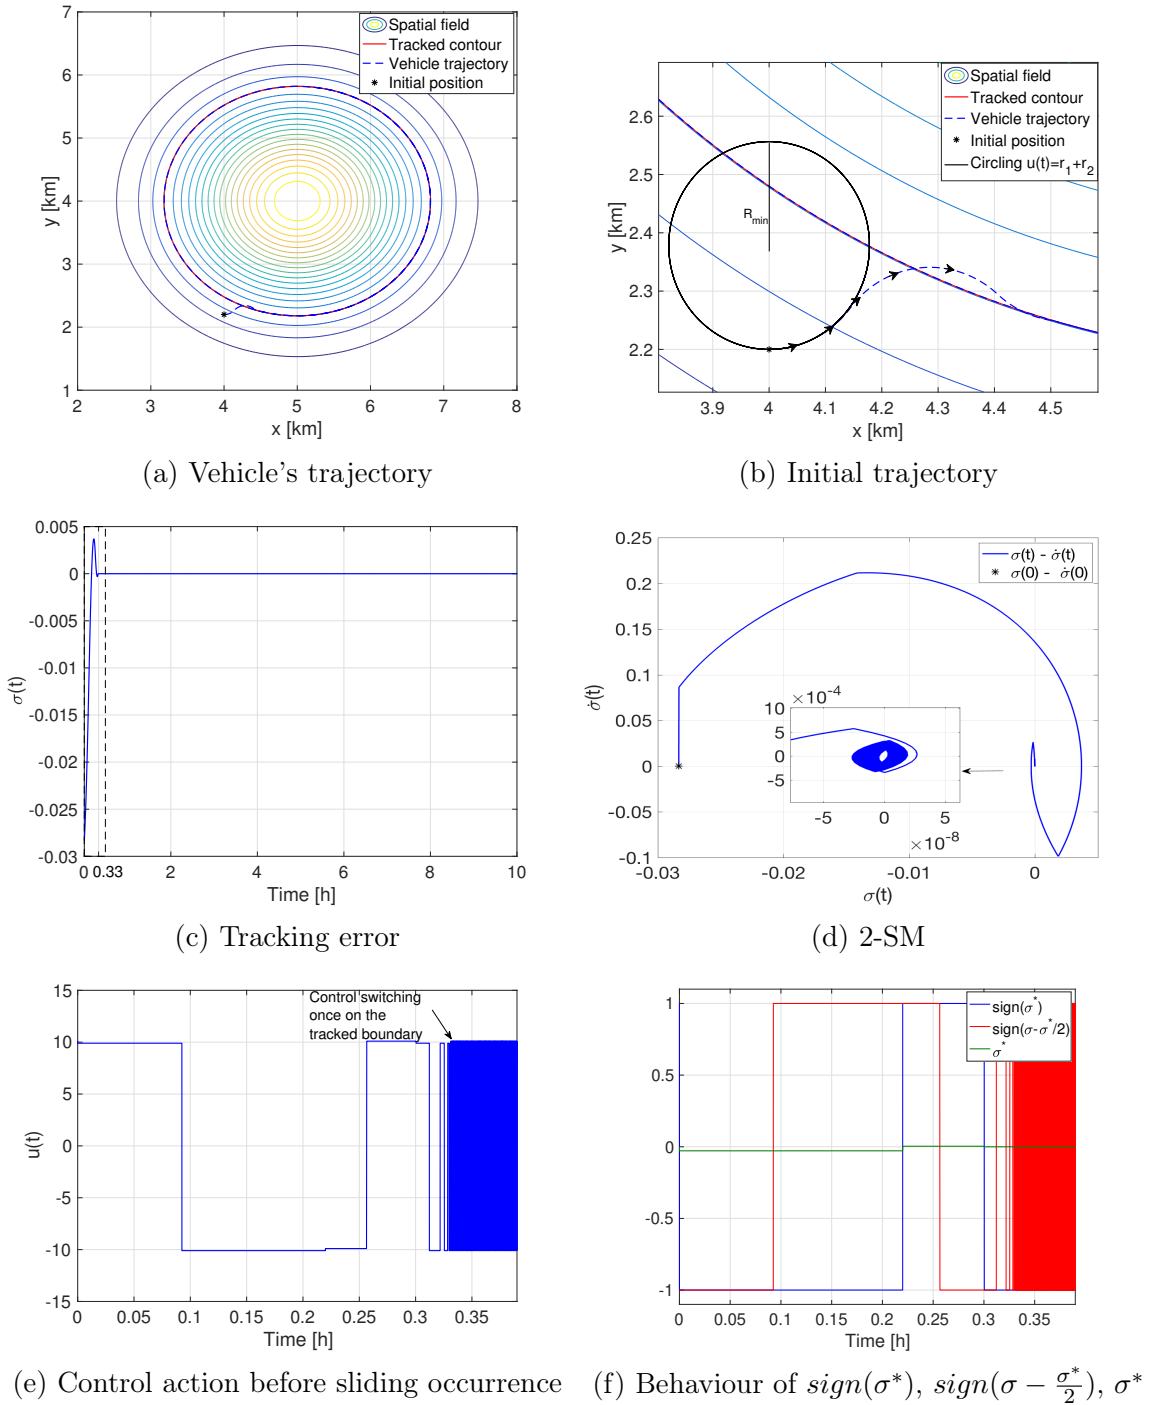 7
6
5
4
3
2
1
y [km]
2 3 4 5 6 7 8
x [km]
Spatial field
Tracked contour
Vehicle trajectory
Initial position
(a) Vehicle's trajectory
2.6
2.5
2.4
2.3
2.2
y [km]
3.9 4 4.1 4.2 4.3 4.4 4.5
x [km]
Spatial field
Tracked contour
Vehicle trajectory
Initial position
Circling u(t)=r₁+r₂
R_min
(b) Initial trajectory
0.005
0
-0.005
-0.01
-0.015
-0.02
-0.025
-0.03
σ(t)
0 0.33 2 4 6 8 10
Time [h]
(c) Tracking error
0.25
0.2
0.15
0.1
0.05
0
-0.05
-0.1
σ̇(t)
-0.03 -0.02 -0.01 0
σ(t)
σ(t) - σ̇(t)
σ(0) - σ̇(0)
×10⁻⁴
10
5
0
-5
-5 0 5
×10⁻⁸
(d) 2-SM
15
10
5
0
-5
-10
-15
u(t)
0 0.05 0.1 0.15 0.2 0.25 0.3 0.35
Time [h]
Control switching
once on the
tracked boundary
(e) Control action before sliding occurrence
1
0.5
0
-0.5
-1
0 0.05 0.1 0.15 0.2 0.25 0.3 0.35
Time [h]
sign(σ*)
sign(σ-σ*/2)
σ*
(f) Behaviour of sign(σ*), sign(σ − σ*/2), σ*